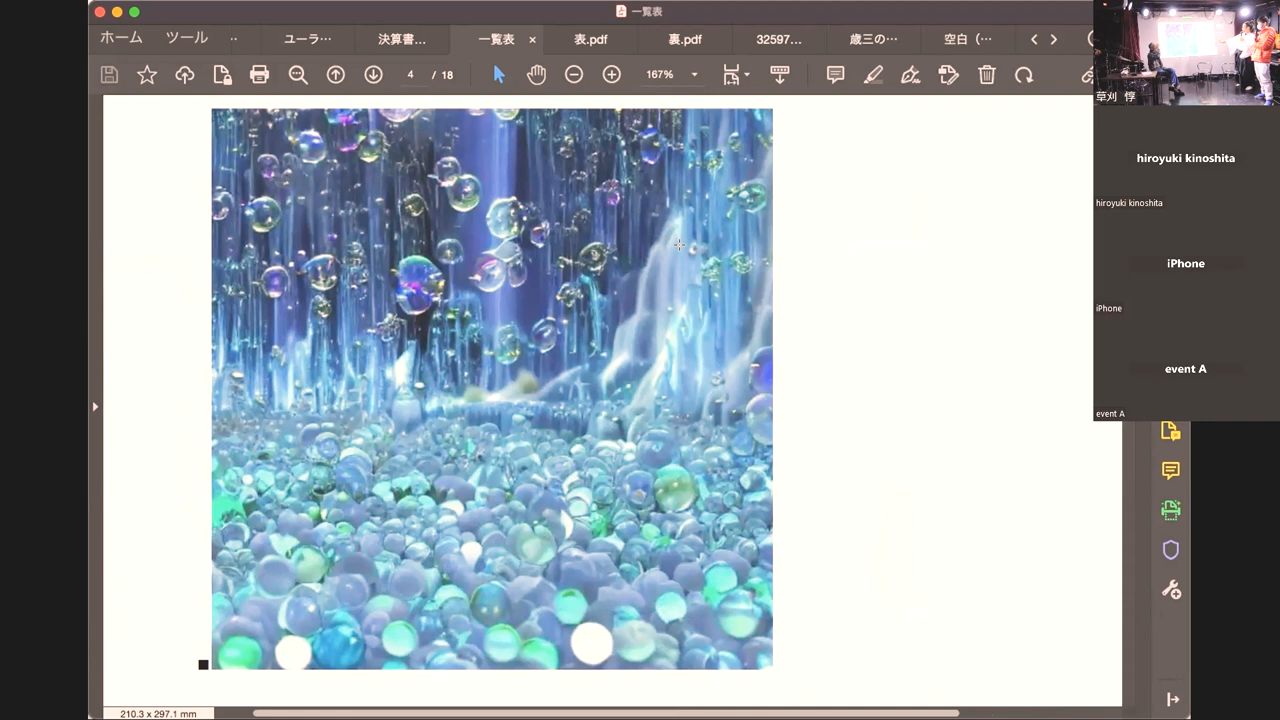 一覧表
ホーム
ツール
..
ユーラ…
決算書...
一覧表
×
表.pdf
裏.pdf
32597...
歳三の…
空白（…
4 / 18
167%
草刈 惇
hiroyuki kinoshita
hiroyuki kinoshita
iPhone
iPhone
event A
event A
210.3 x 297.1 mm